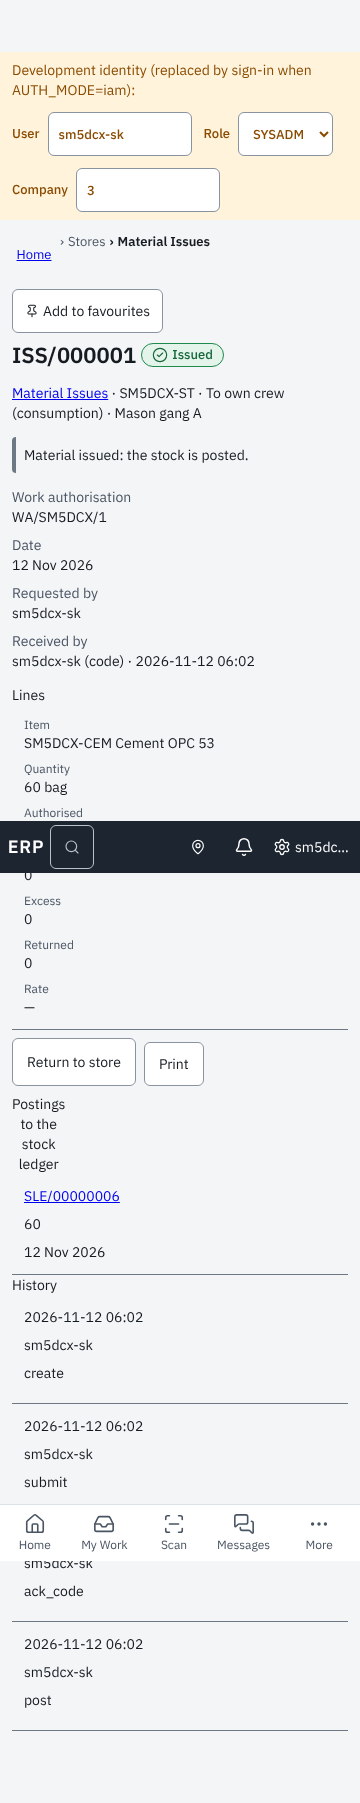 Development identity (replaced by sign-in when
AUTH_MODE=iam):
User sm5dcx-sk Role SYSADM
Company 3
Home › Stores › Material Issues
Add to favourites
ISS/000001 Issued
Material Issues · SM5DCX-ST · To own crew
(consumption) · Mason gang A
Material issued: the stock is posted.
Work authorisation
WA/SM5DCX/1
Date
12 Nov 2026
Requested by
sm5dcx-sk
Received by
sm5dcx-sk (code) · 2026-11-12 06:02
Lines
Item
SM5DCX-CEM Cement OPC 53
Quantity
60 bag
Authorised
ERP sm5dc...
0
Excess
0
Returned
0
Rate
—
Return to store Print
Postings
to the
stock
ledger
SLE/00000006
60
12 Nov 2026
History
2026-11-12 06:02
sm5dcx-sk
create
2026-11-12 06:02
sm5dcx-sk
submit
Home My Work Scan Messages More
sm5dcx-sk
ack_code
2026-11-12 06:02
sm5dcx-sk
post